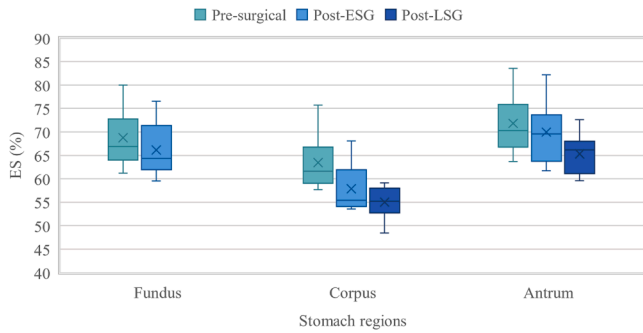 Pre-surgical Post-ESG Post-LSG
90
85
80
75
70
65
60
55
50
45
40
ES (%)
Fundus Corpus Antrum
Stomach regions